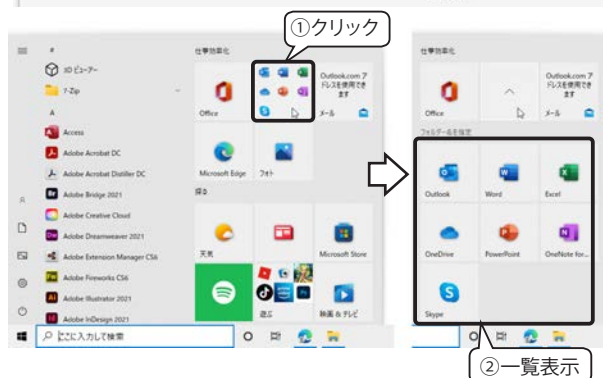 ①クリック
#
3D ビューアー
7-Zip
A
Access
Adobe Acrobat DC
Adobe Acrobat Distiller DC
Adobe Bridge 2021
Adobe Creative Cloud
Adobe Dreamweaver 2021
Adobe Extension Manager CS6
Adobe Fireworks CS6
Adobe Illustrator 2021
Adobe InDesign 2021
ここに入力して検索
仕事効率化
Office
Outlook.com ア
ドレスを使用でき
ます
メール
Microsoft Edge
フォト
探る
天気
Microsoft Store
遊ぶ
映画 & テレビ
仕事効率化
Office
Outlook.com ア
ドレスを使用でき
ます
メール
フォルダー名を指定
Outlook
Word
Excel
OneDrive
PowerPoint
OneNote for...
Skype
②一覧表示